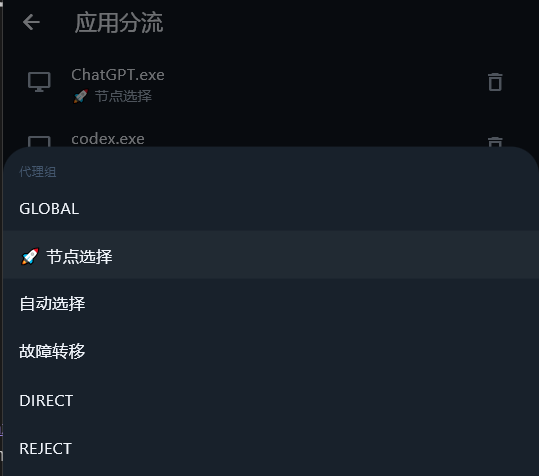 应用分流
ChatGPT.exe
🚀 节点选择
codex.exe
代理组
GLOBAL
🚀 节点选择
自动选择
故障转移
DIRECT
REJECT